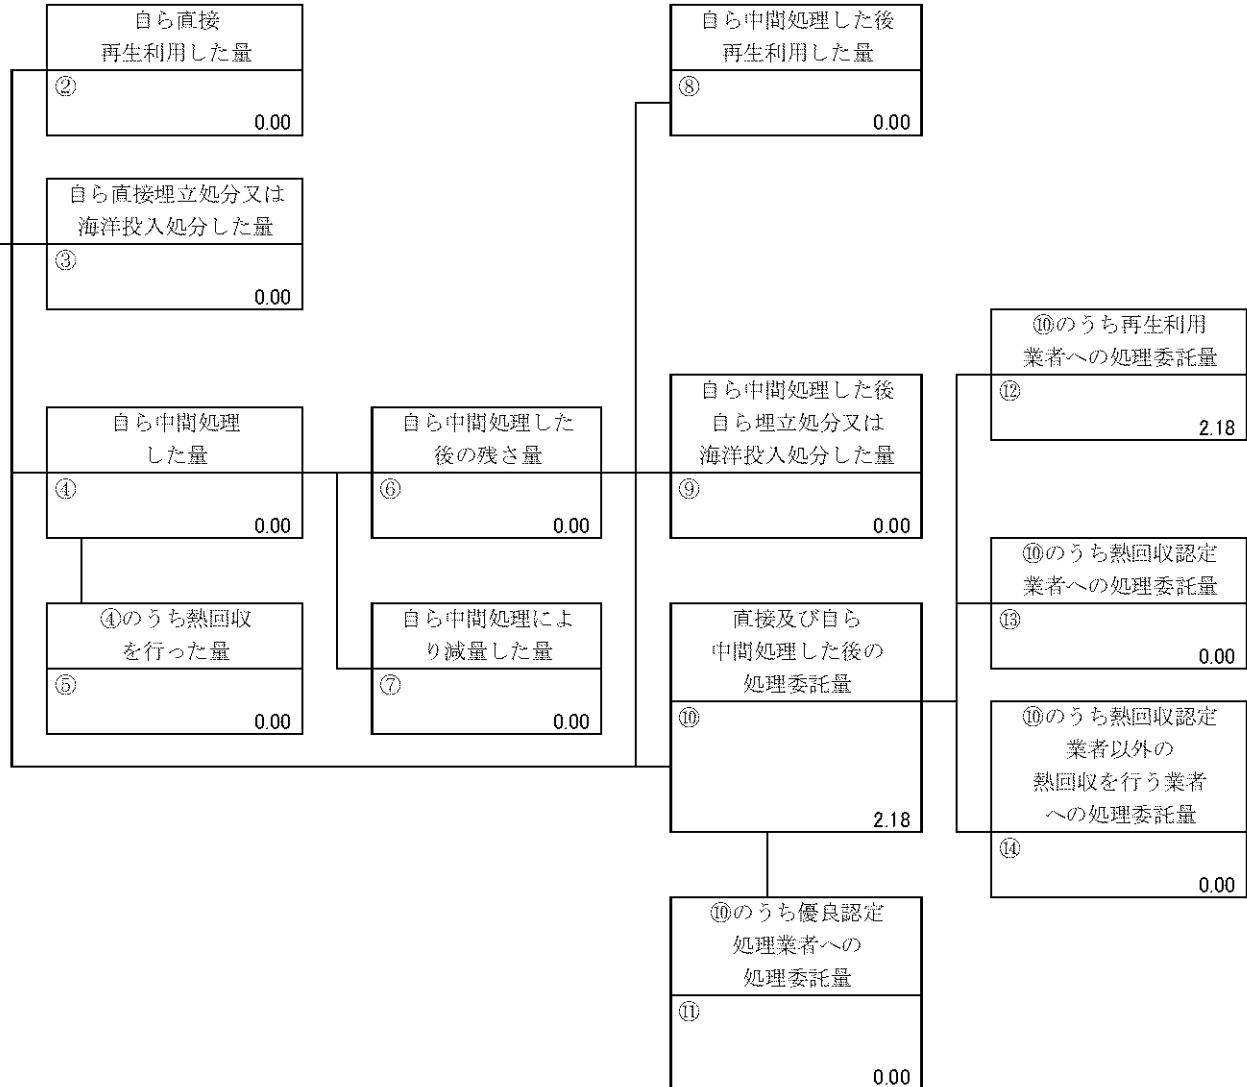 自ら直接
再生利用した量
②
0.00
自ら中間処理した後
再生利用した量
⑧
0.00
自ら直接埋立処分又は
海洋投入処分した量
③
0.00
⑩のうち再生利用
業者への処理委託量
⑫
2.18
自ら中間処理
した量
④
0.00
自ら中間処理した
後の残さ量
⑥
0.00
自ら中間処理した後
自ら埋立処分又は
海洋投入処分した量
⑨
0.00
⑩のうち熱回収認定
業者への処理委託量
⑬
0.00
④のうち熱回収
を行った量
⑤
0.00
自ら中間処理によ
り減量した量
⑦
0.00
直接及び自ら
中間処理した後の
処理委託量
⑩
2.18
⑩のうち熱回収認定
業者以外の
熱回収を行う業者
への処理委託量
⑭
0.00
⑩のうち優良認定
処理業者への
処理委託量
⑪
0.00